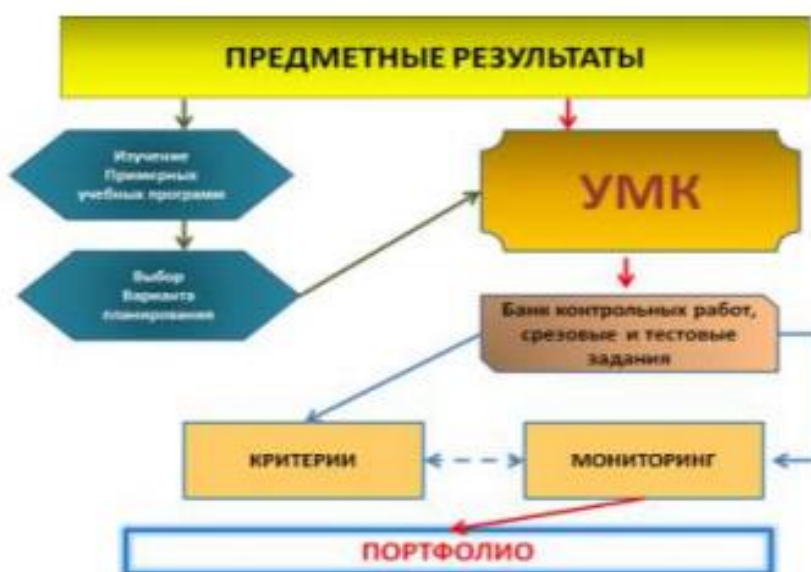 ПРЕДМЕТНЫЕ РЕЗУЛЬТАТЫ
Изучение
Примерных
учебных программ
УМК
Выбор
Варианта
планирования
Банк контрольных работ,
срезовые и тестовые
задания
КРИТЕРИИ
МОНИТОРИНГ
ПОРТФОЛИО